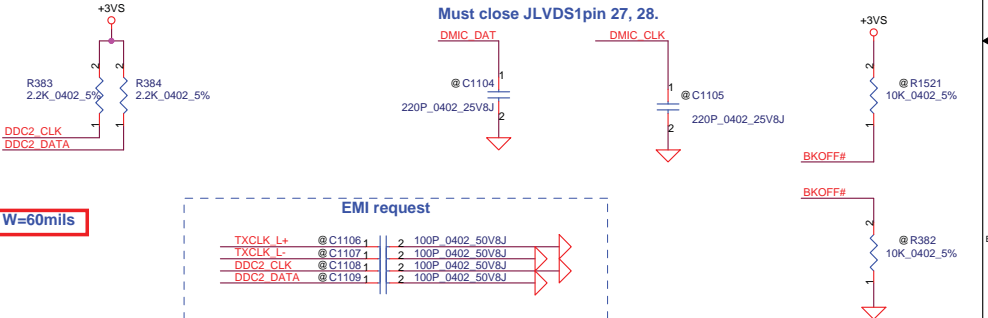 Must close JLVDS1pin 27, 28.
+3VS
2
2
R383
2.2K_0402_5%
R384
2.2K_0402_5%
1
1
DDC2_CLK
DDC2_DATA
DMIC_DAT
@ C1104
1
220P_0402_25V8J
2
DMIC_CLK
1
@ C1105
220P_0402_25V8J
2
+3VS
2
@ R1521
10K_0402_5%
1
BKOFF#
BKOFF#
2
@ R382
10K_0402_5%
1
W=60mils
EMI request
TXCLK_L+ @ C1106 1 2 100P_0402_50V8J
TXCLK_L- @ C1107 1 2 100P_0402_50V8J
DDC2_CLK @ C1108 1 2 100P_0402_50V8J
DDC2_DATA @ C1109 1 2 100P_0402_50V8J